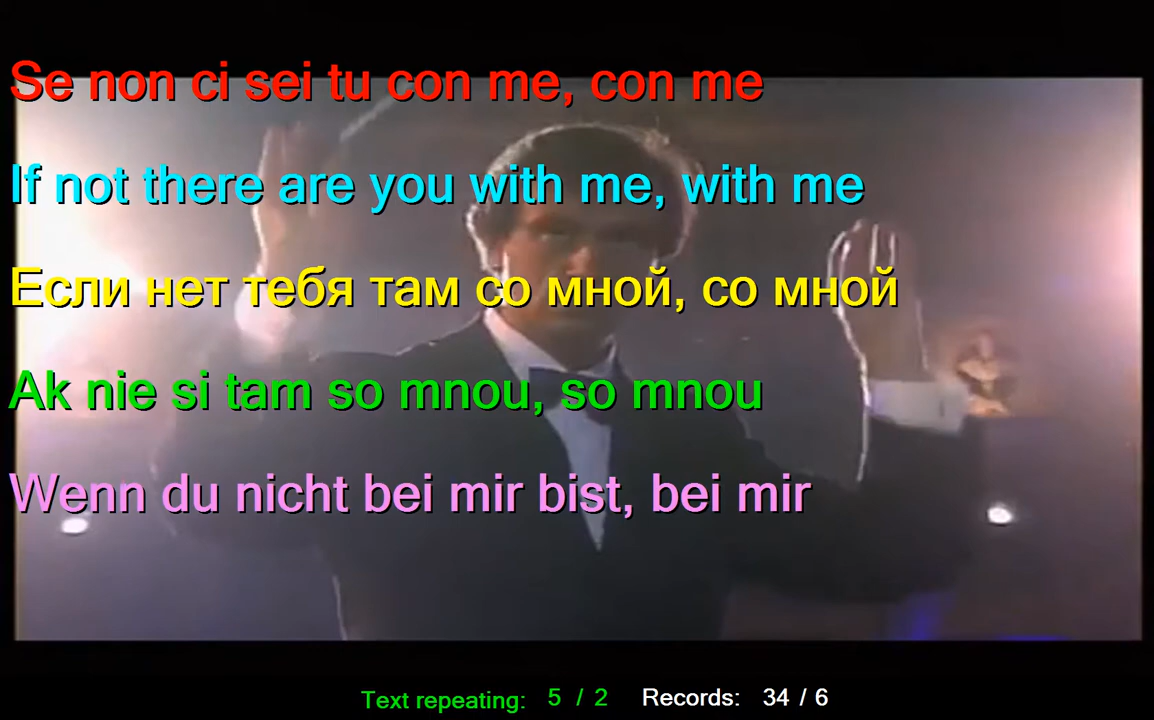 Se non ci sei tu con me, con me
If not there are you with me, with me
Если нет тебя там со мной, со мной
Ak nie si tam so mnou, so mnou
Wenn du nicht bei mir bist, bei mir
Text repeating: 5 / 2 Records: 34 / 6